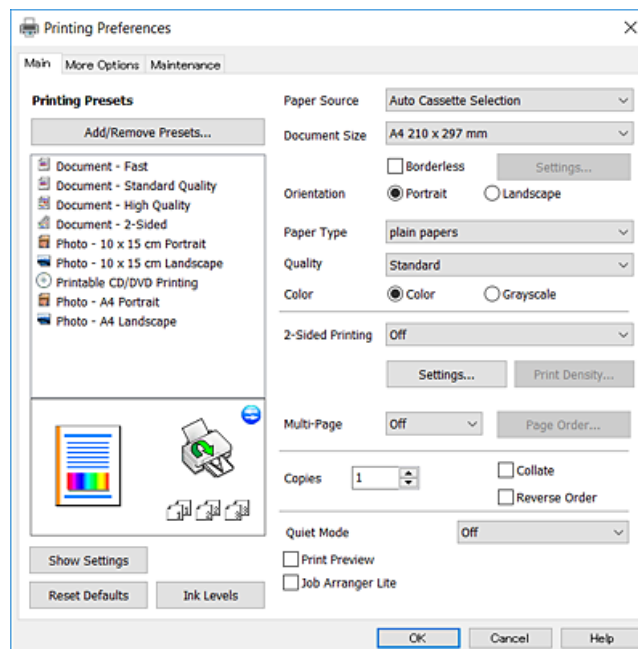 Printing Preferences
Main More Options Maintenance
Printing Presets
Add/Remove Presets...
Document - Fast
Document - Standard Quality
Document - High Quality
Document - 2-Sided
Photo - 10 x 15 cm Portrait
Photo - 10 x 15 cm Landscape
Printable CD/DVD Printing
Photo - A4 Portrait
Photo - A4 Landscape
Show Settings
Reset Defaults Ink Levels
Paper Source Auto Cassette Selection
Document Size A4 210 x 297 mm
Borderless Settings...
Orientation Portrait Landscape
Paper Type plain papers
Quality Standard
Color Color Grayscale
2-Sided Printing Off
Settings... Print Density...
Multi-Page Off Page Order...
Copies 1 Collate
Reverse Order
Quiet Mode Off
Print Preview
Job Arranger Lite
OK Cancel Help